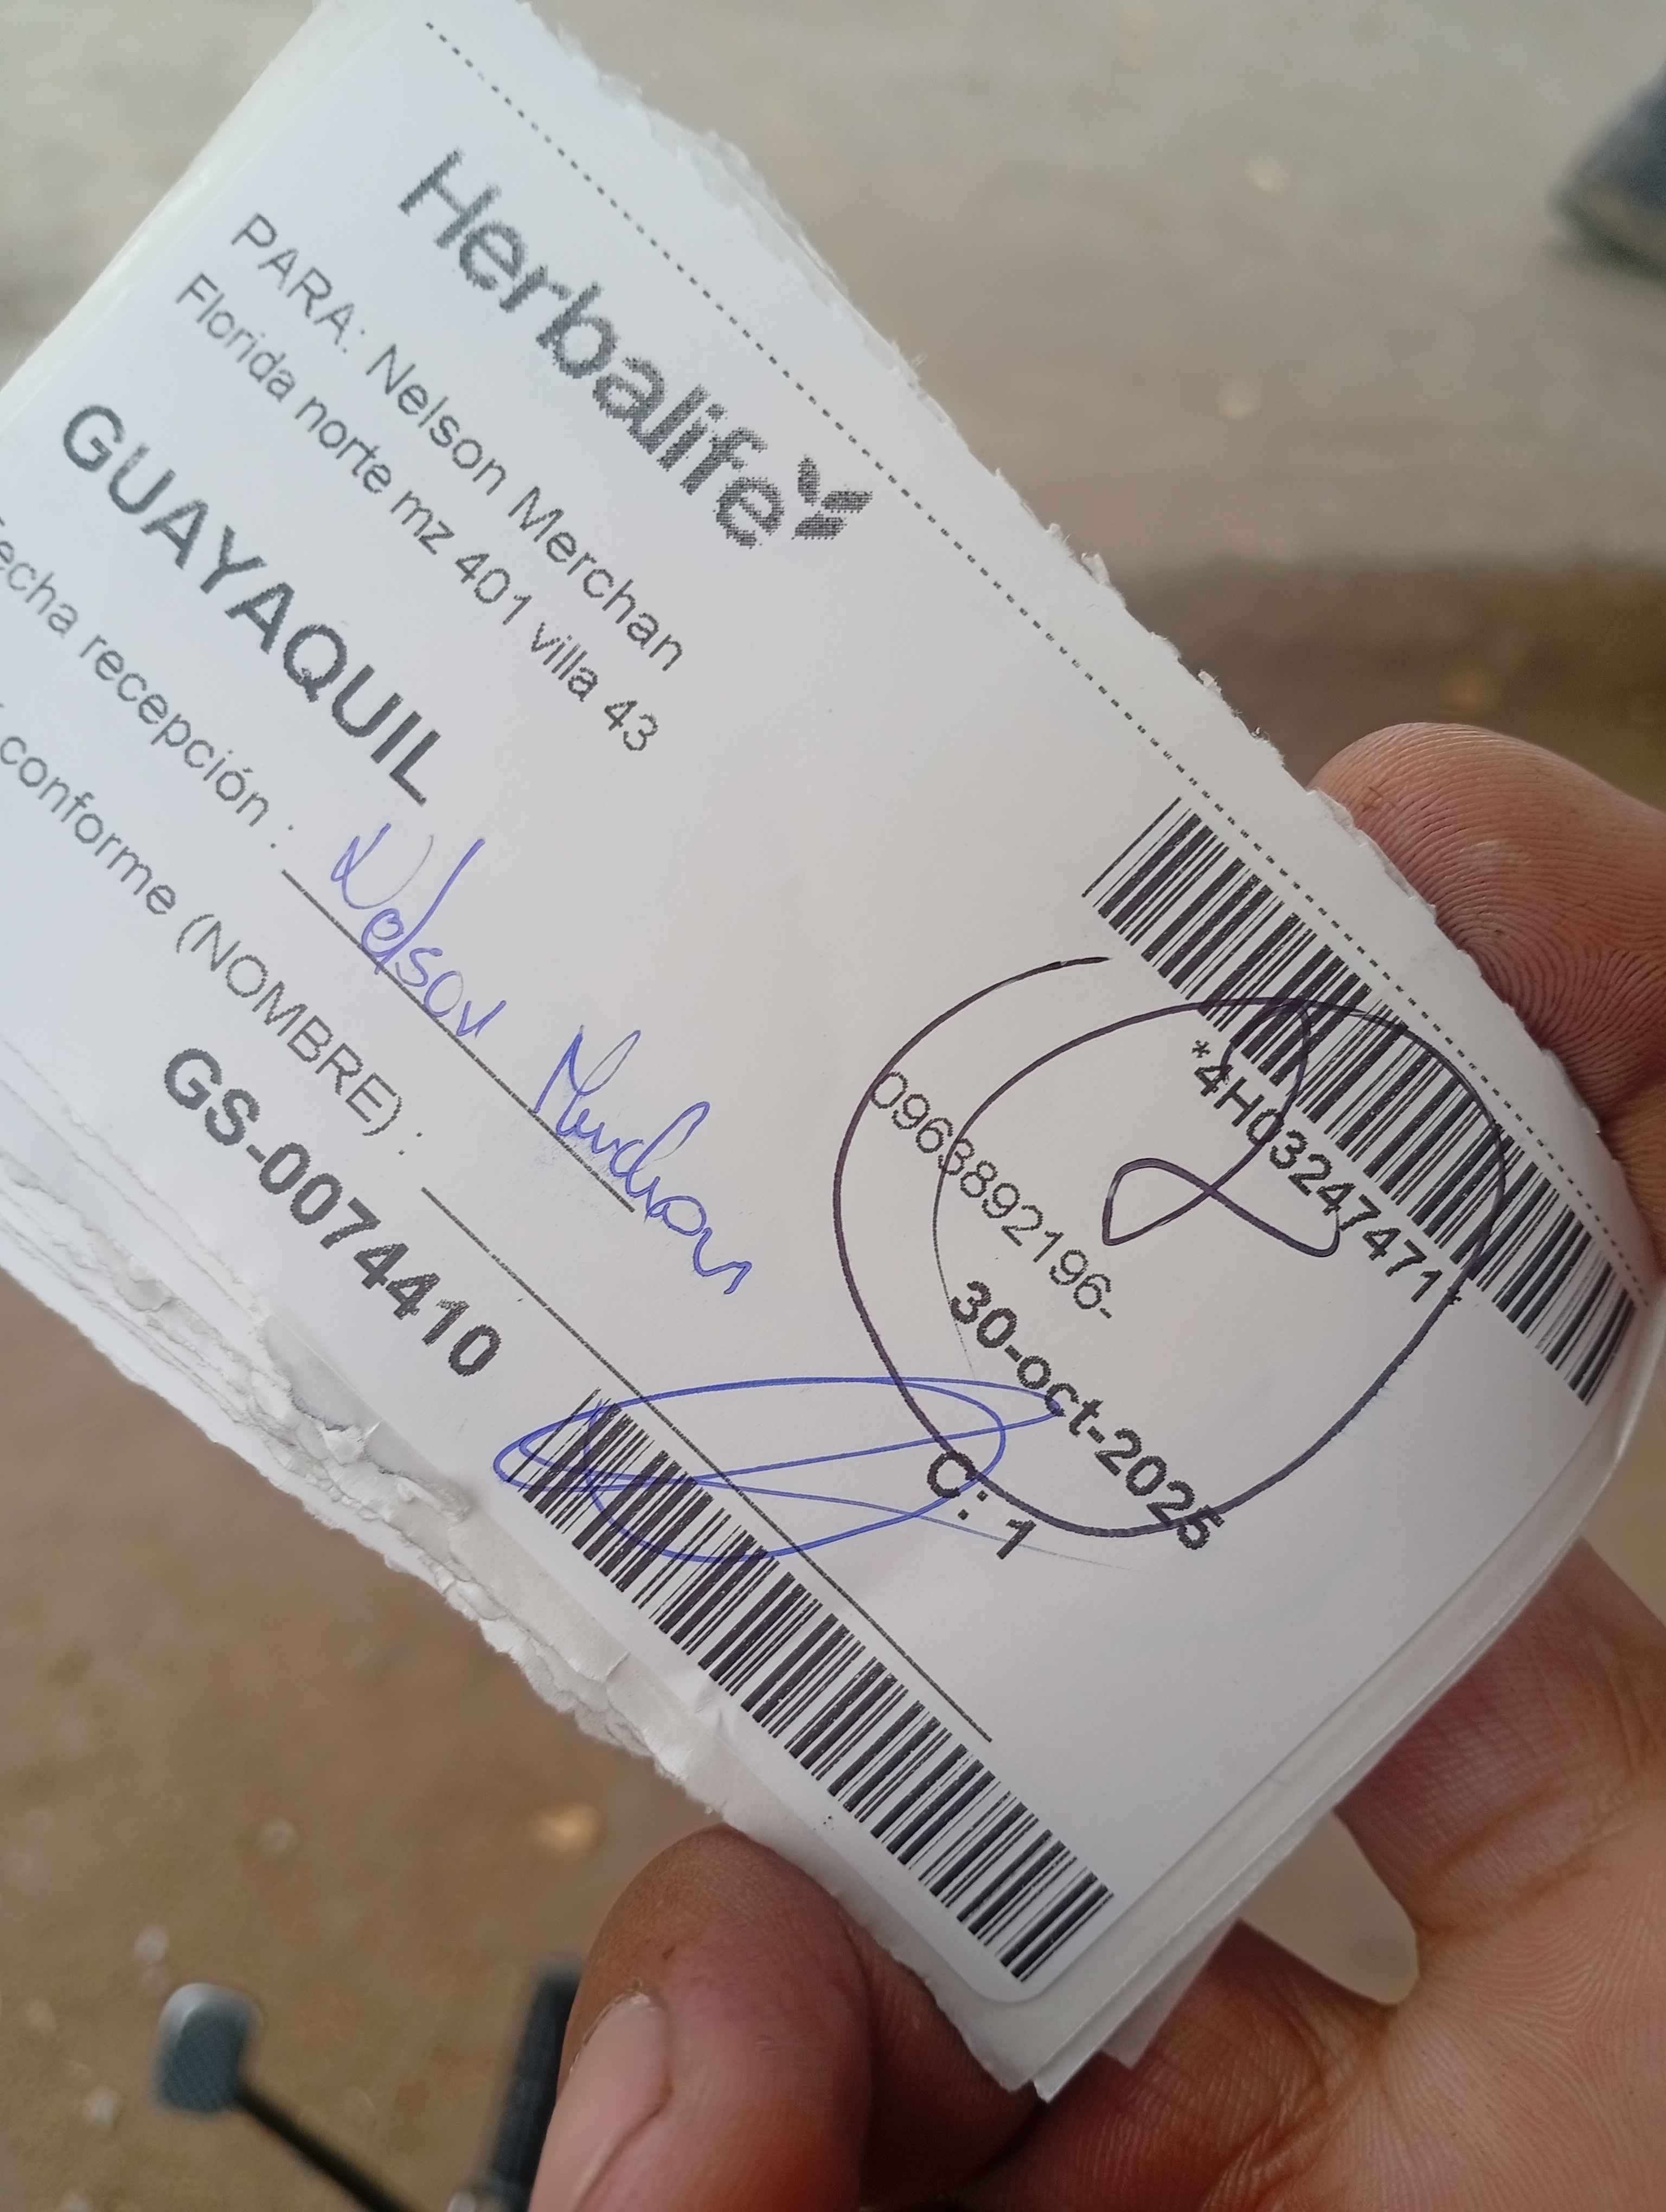 Herbalife
*4H03247471*
PARA: Nelson Merchan
Florida norte mz 401 villa 43
0963892196-
GUAYAQUIL
30-oct-2025
echa recepción : Nelson Merchan
C: 1
conforme (NOMBRE) :
GS-0074410